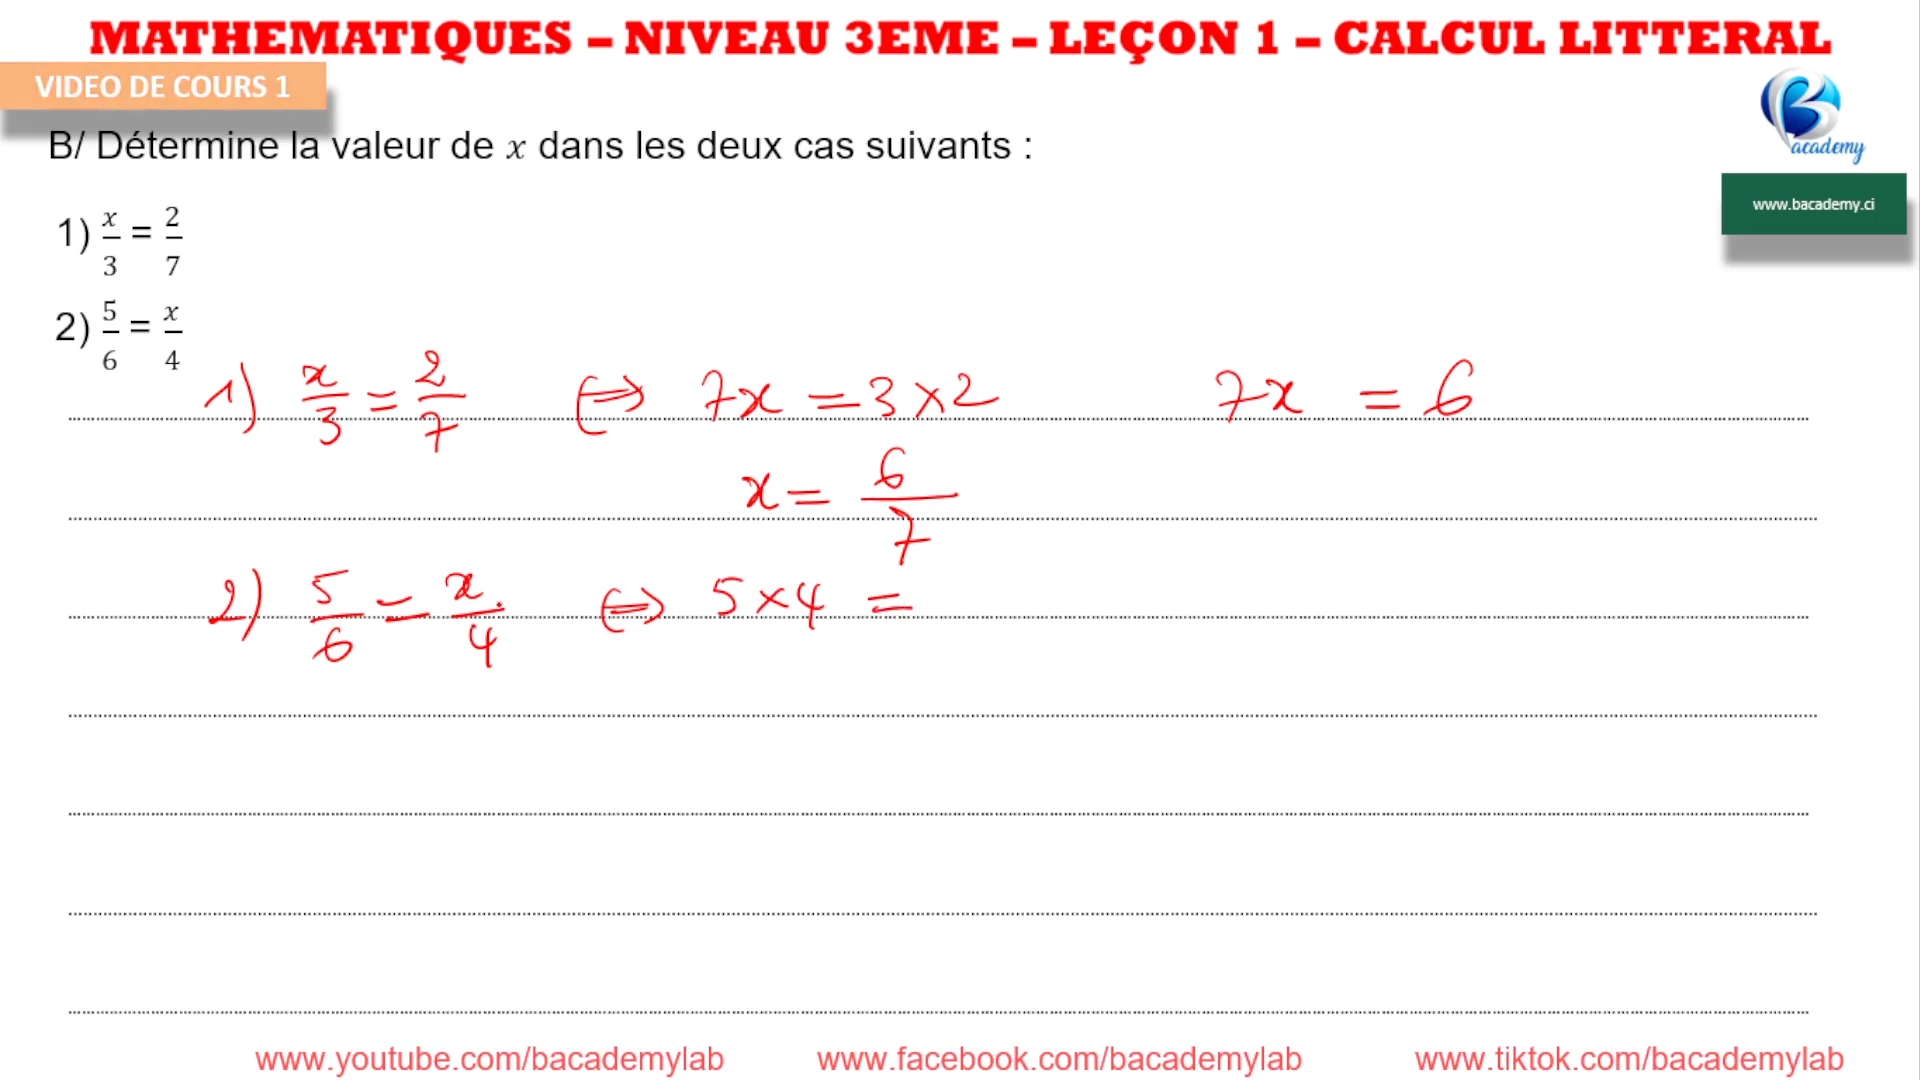 MATHEMATIQUES – NIVEAU 3EME – LEÇON 1 – CALCUL LITTERAL
VIDEO DE COURS 1
academy
www.bacademy.ci
B/ Détermine la valeur de x dans les deux cas suivants :
1) x/3 = 2/7
2) 5/6 = x/4
1) x/3 = 2/7 ⇔ 7x = 3×2 7x = 6
x = 6/7
2) 5/6 = x/4 ⇔ 5×4 =
www.youtube.com/bacademylab www.facebook.com/bacademylab www.tiktok.com/bacademylab